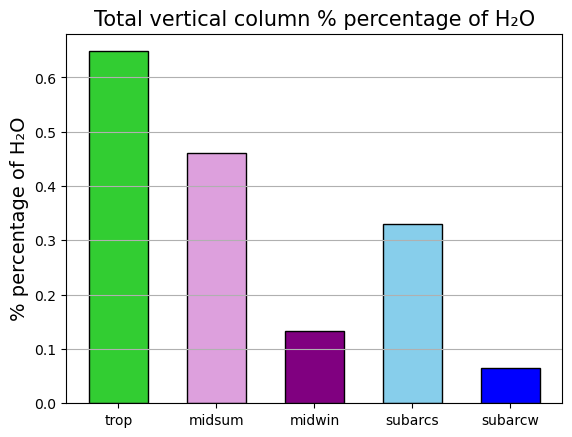 Total vertical column % percentage of H₂O
% percentage of H₂O
0.6
0.5
0.4
0.3
0.2
0.1
0.0
trop
midsum
midwin
subarcs
subarcw